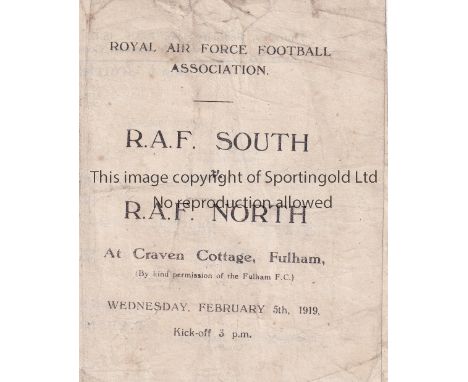 ROYAL AIR FORCE FOOTBALL
ASSOCIATION.
R.A.F. SOUTH
This image copyright of Sportingold Ltd
v.
No reproduction allowed
R.A.F. NORTH
At Craven Cottage, Fulham,
(By kind permission of the Fulham F.C.)
WEDNESDAY, FEBRUARY 5th, 1919.
Kick-off 3 p.m.